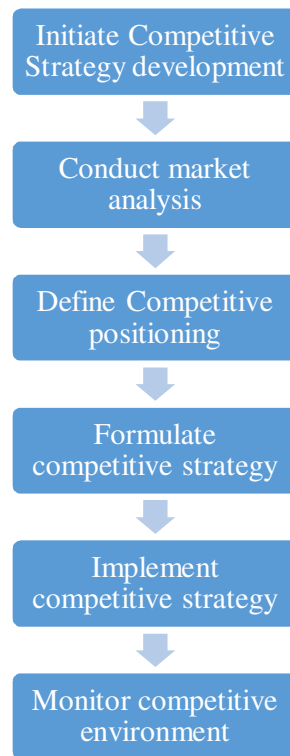 Initiate Competitive
Strategy development
Conduct market
analysis
Define Competitive
positioning
Formulate
competitive strategy
Implement
competitive strategy
Monitor competitive
environment